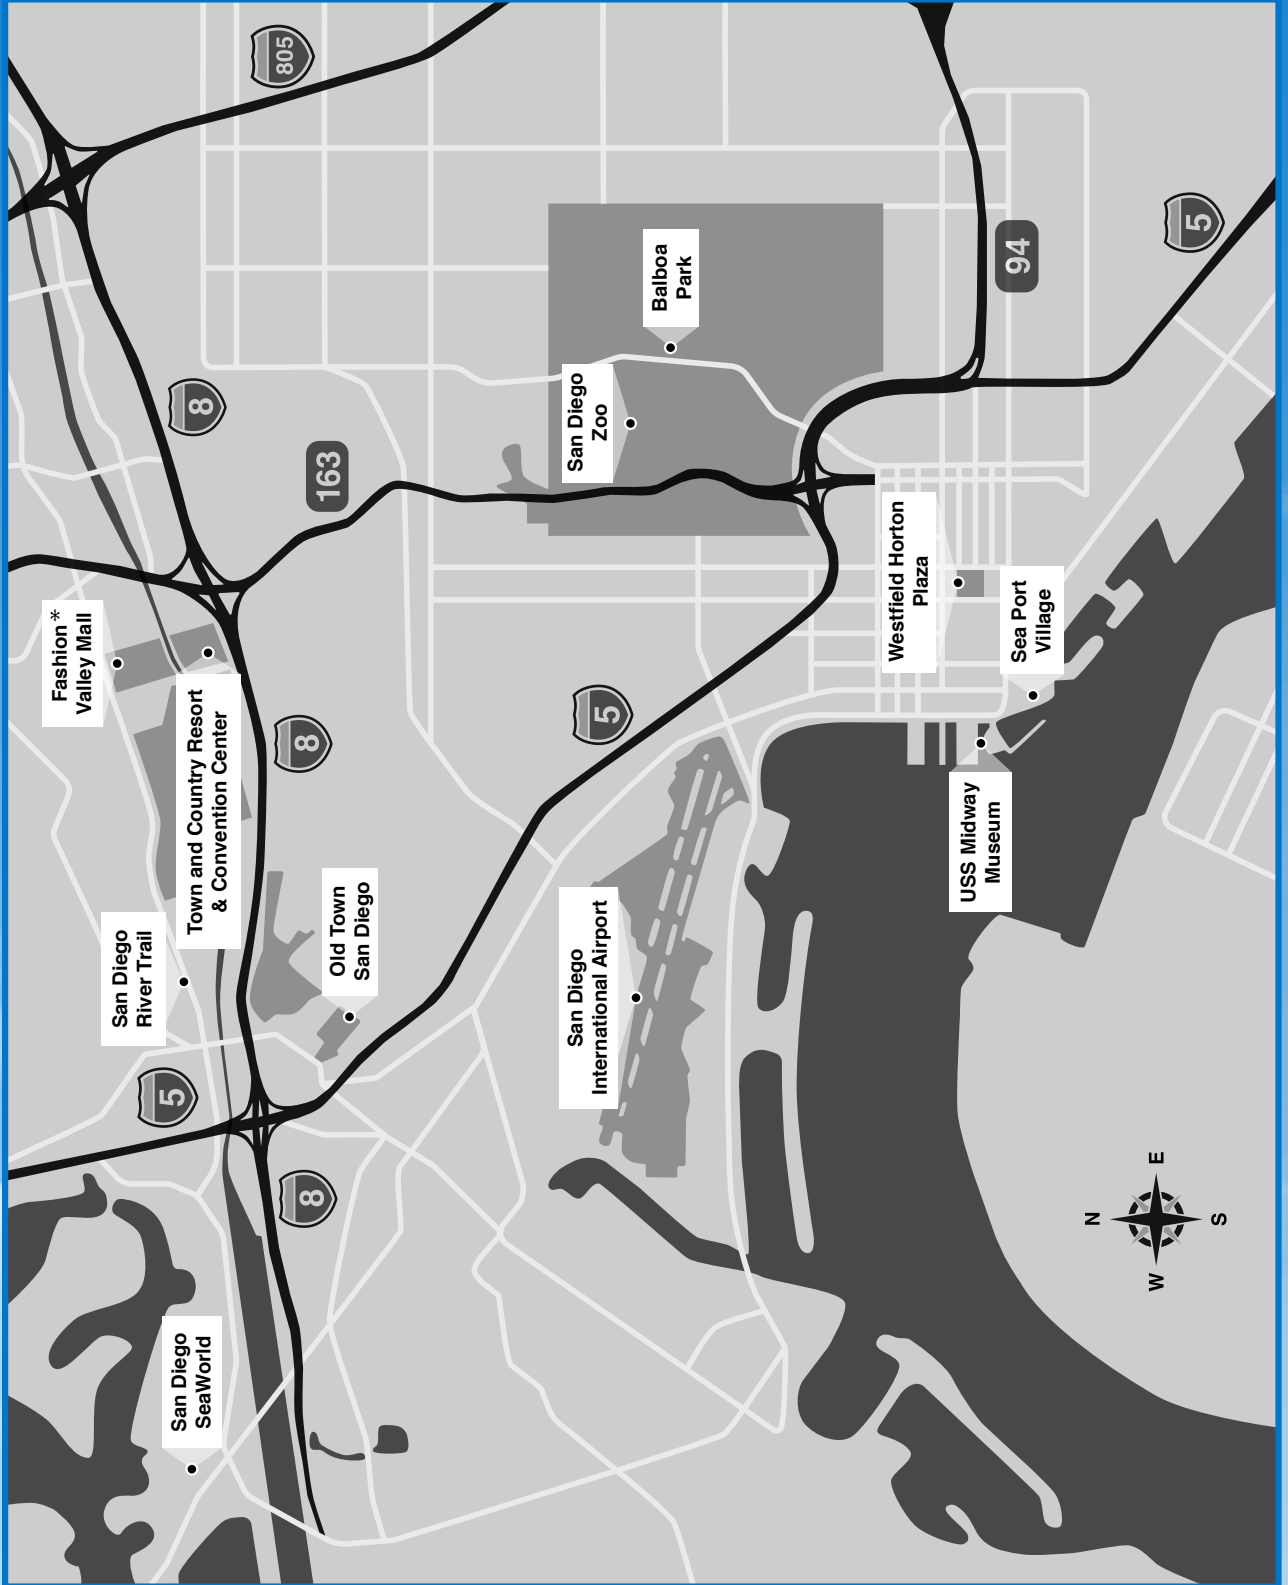 San Diego
SeaWorld
5
San Diego
River Trail
Fashion*
Valley Mall
Town and Country Resort
& Convention Center
8
8
8
805
163
Old Town
San Diego
5
San Diego
International Airport
San Diego
Zoo
Balboa
Park
94
5
Westfield Horton
Plaza
Sea Port
Village
USS Midway
Museum
N
W
E
S